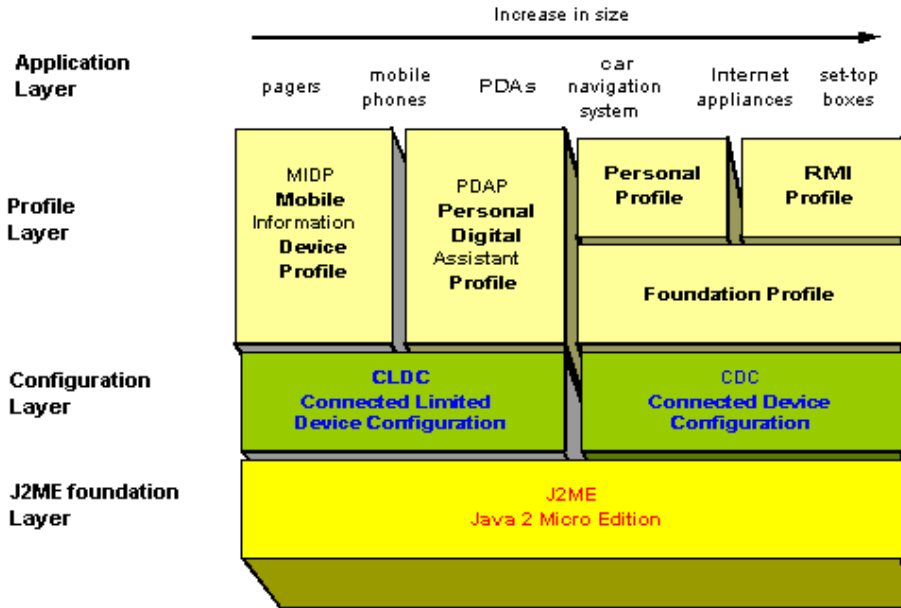 Increase in size
Application
Layer
pagers
mobile
phones
PDAs
car
navigation
system
Internet
appliances
set-top
boxes
Profile
Layer
MIDP
Mobile
Information
Device
Profile
PDAP
Personal
Digital
Assistant
Profile
Personal
Profile
RMI
Profile
Foundation Profile
Configuration
Layer
CLDC
Connected Limited
Device Configuration
CDC
Connected Device
Configuration
J2ME foundation
Layer
J2ME
Java 2 Micro Edition